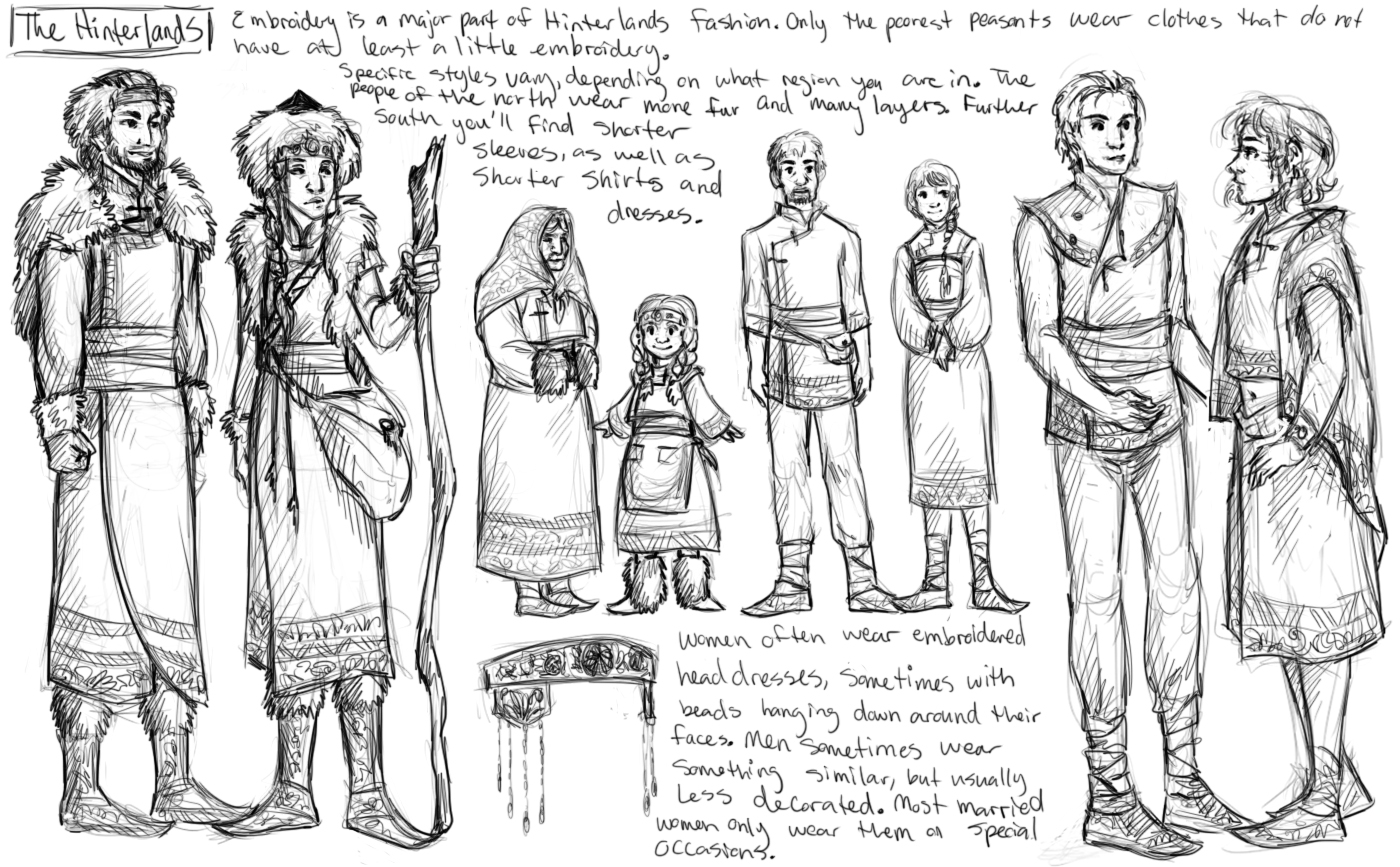 The Hinterlands
Embroidery is a major part of Hinterlands fashion. Only the poorest peasants wear clothes that do not
have at least a little embroidery.
Specific styles vary, depending on what region you are in. The
people of the north wear more fur and many layers. Further
South you'll find shorter
sleeves, as well as
shorter shirts and
dresses.
women often wear embroidered
headdresses, sometimes with
beads hanging down around their
faces. Men sometimes wear
something similar, but usually
less decorated. Most married
women only wear them on special
occasions.